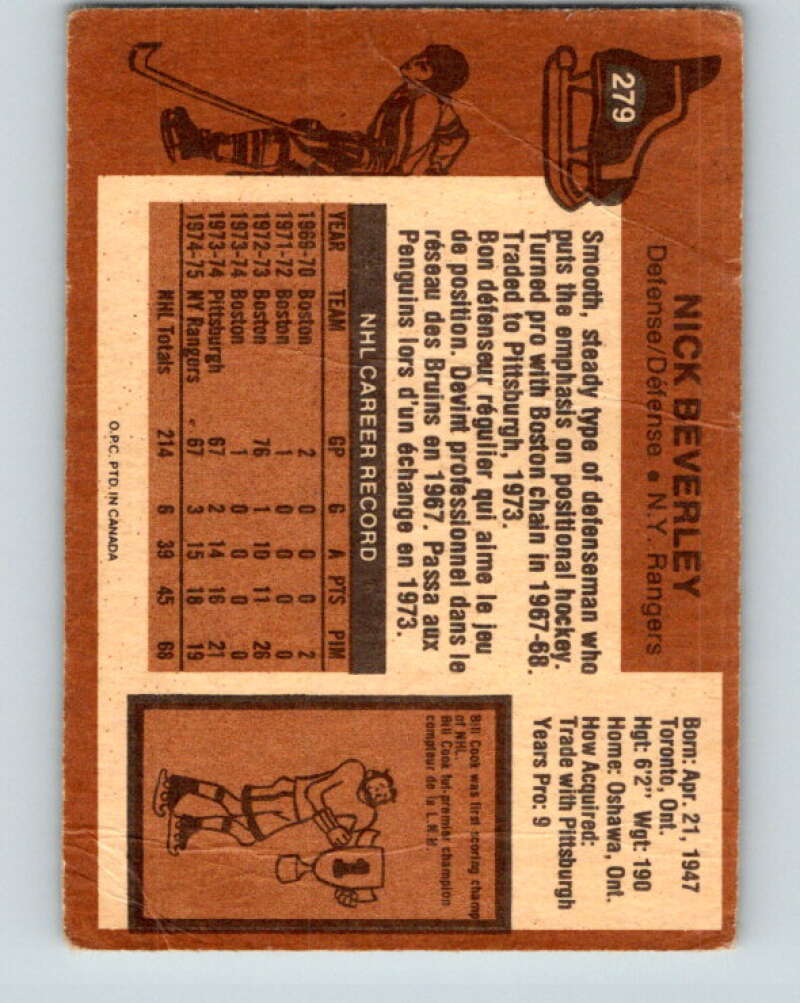 279
NICK BEVERLEY
Defense/Défense • N.Y. Rangers
Born: Apr. 21, 1947
Toronto, Ont.
Hgt: 6'2" Wgt: 190
Home: Oshawa, Ont.
How Acquired:
Trade with Pittsburgh
Years Pro: 9
Smooth, steady type of defenseman who
puts the emphasis on positional hockey.
Turned pro with Boston chain in 1967-68.
Traded to Pittsburgh, 1973.
Bon défenseur régulier qui aime le jeu
de position. Devint professionnel dans le
réseau des Bruins en 1967. Passa aux
Penguins lors d'un échange en 1973.
NHL CAREER RECORD
YEAR TEAM GP G A PTS PIM
1969-70 Boston 2 0 0 0 2
1971-72 Boston 1 0 0 0 0
1972-73 Boston 76 1 10 11 26
1973-74 Boston 1 0 0 0 0
1973-74 Pittsburgh 67 2 14 16 21
1974-75 NY Rangers 67 3 15 18 19
NHL Totals 214 6 39 45 68
Bill Cook was first scoring champ
of NHL.
Bill Cook fut premier champion
compteur de la L.N.H.
1
O.P.C. PTD. IN CANADA